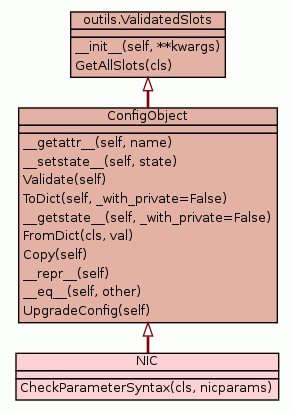 outils.ValidatedSlots
__init__(self, **kwargs)
GetAllSlots(cls)
ConfigObject
__getattr__(self, name)
__setstate__(self, state)
Validate(self)
ToDict(self, _with_private=False)
__getstate__(self, _with_private=False)
FromDict(cls, val)
Copy(self)
__repr__(self)
__eq__(self, other)
UpgradeConfig(self)
NIC
CheckParameterSyntax(cls, nicparams)